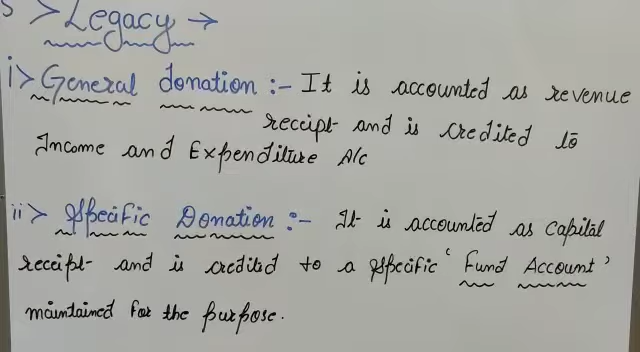 5 > Legacy →
i> General donation :- It is accounted as revenue
receipt and is credited to
Income and Expenditure A/c
ii> Specific Donation :- It is accounted as capital
receipt and is credited to a specific 'Fund Account'
maintained for the purpose.